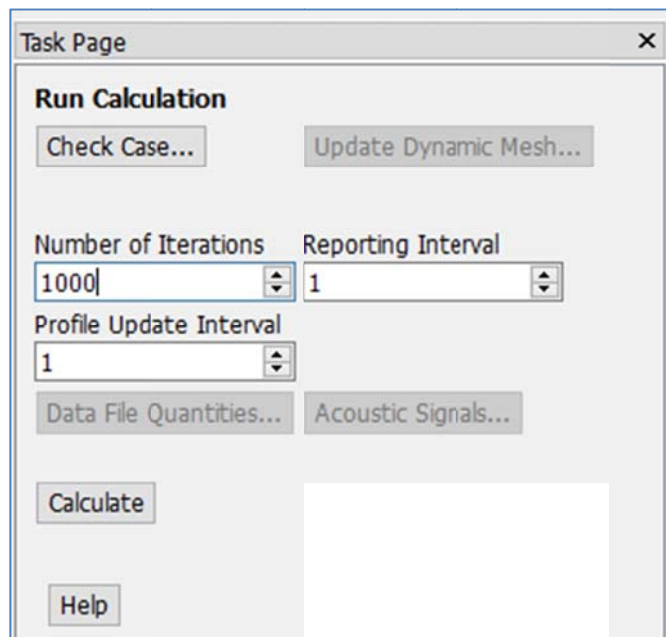 Task Page
Run Calculation
Check Case... Update Dynamic Mesh...
Number of Iterations Reporting Interval
1000 1
Profile Update Interval
1
Data File Quantities... Acoustic Signals...
Calculate
Help